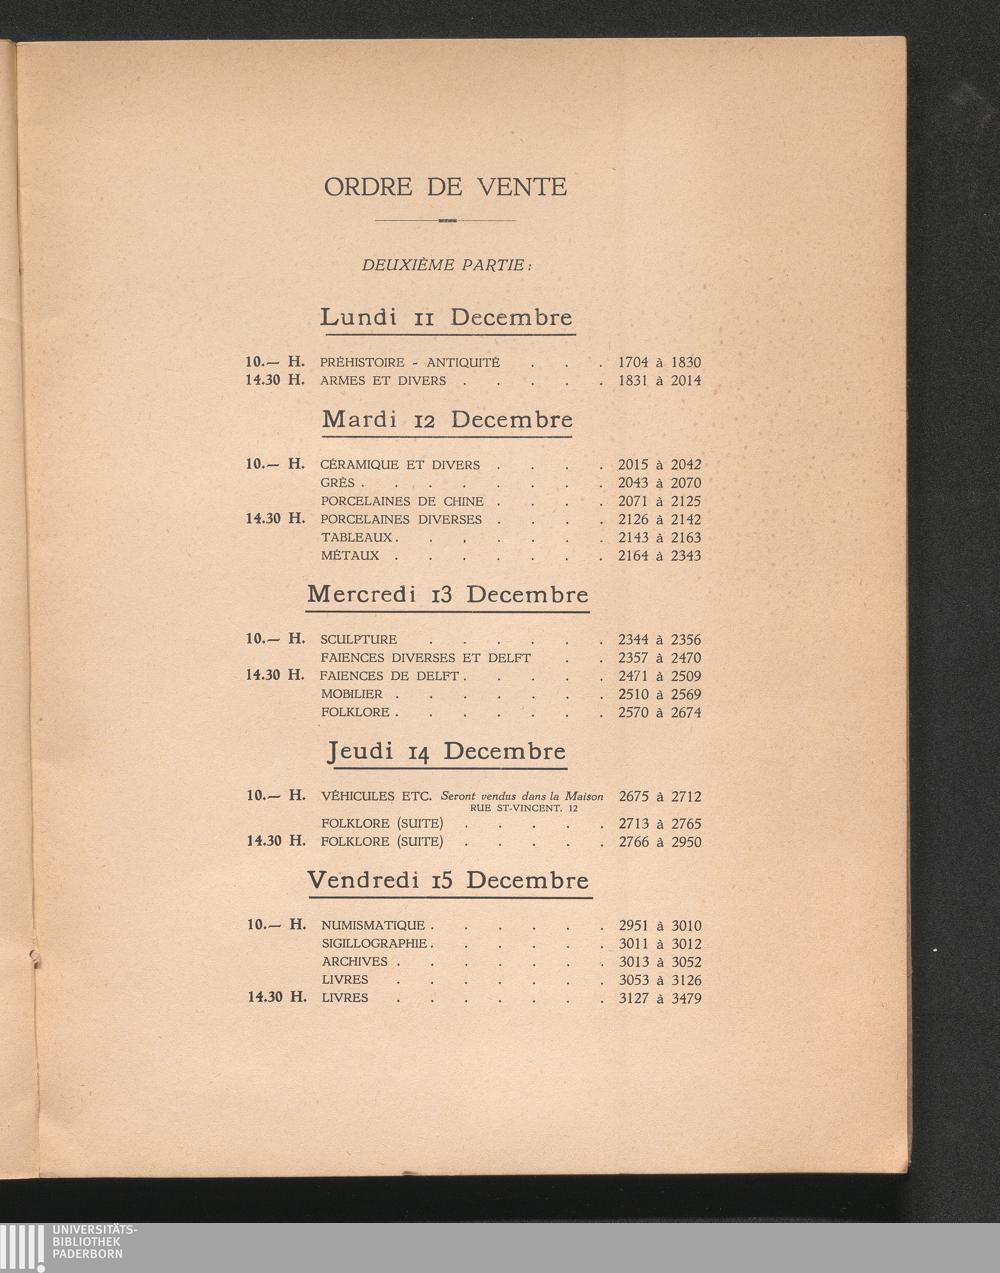 ORDRE DE VENTE
DEUXIÈME PARTIE:
Lundi 11 Decembre
10.— H. PRÉHISTOIRE - ANTIQUITÉ . . . 1704 à 1830
14.30 H. ARMES ET DIVERS . . . . . 1831 à 2014
Mardi 12 Decembre
10.— H. CÉRAMIQUE ET DIVERS . . . . 2015 à 2042
GRÈS . . . . . . . . 2043 à 2070
PORCELAINES DE CHINE . . . . 2071 à 2125
14.30 H. PORCELAINES DIVERSES . . . . 2126 à 2142
TABLEAUX . . . . . . . 2143 à 2163
MÉTAUX . . . . . . . 2164 à 2343
Mercredi 13 Decembre
10.— H. SCULPTURE . . . . . . 2344 à 2356
FAIENCES DIVERSES ET DELFT . . 2357 à 2470
14.30 H. FAIENCES DE DELFT . . . . . 2471 à 2509
MOBILIER . . . . . . . 2510 à 2569
FOLKLORE . . . . . . . 2570 à 2674
Jeudi 14 Decembre
10.— H. VÉHICULES ETC. Seront vendus dans la Maison 2675 à 2712
RUE ST-VINCENT, 12
FOLKLORE (SUITE) . . . . . 2713 à 2765
14.30 H. FOLKLORE (SUITE) . . . . . 2766 à 2950
Vendredi 15 Decembre
10.— H. NUMISMATIQUE . . . . . . 2951 à 3010
SIGILLOGRAPHIE . . . . . . 3011 à 3012
ARCHIVES . . . . . . . 3013 à 3052
LIVRES . . . . . . . 3053 à 3126
14.30 H. LIVRES . . . . . . . 3127 à 3479
UNIVERSITÄTS-
BIBLIOTHEK
PADERBORN